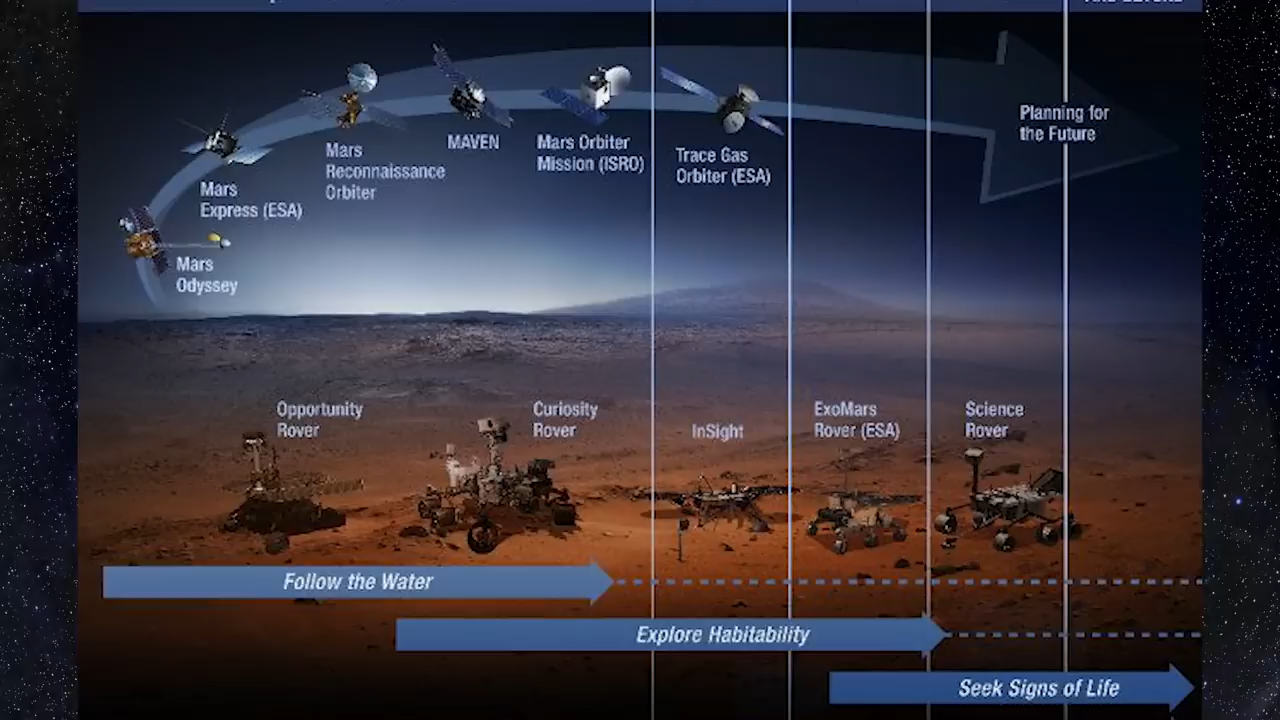 Planning for
the Future
MAVEN
Mars Orbiter
Mission (ISRO)
Mars
Reconnaissance
Orbiter
Trace Gas
Orbiter (ESA)
Mars
Express (ESA)
Mars
Odyssey
Opportunity
Rover
Curiosity
Rover
InSight
ExoMars
Rover (ESA)
Science
Rover
Follow the Water
Explore Habitability
Seek Signs of Life